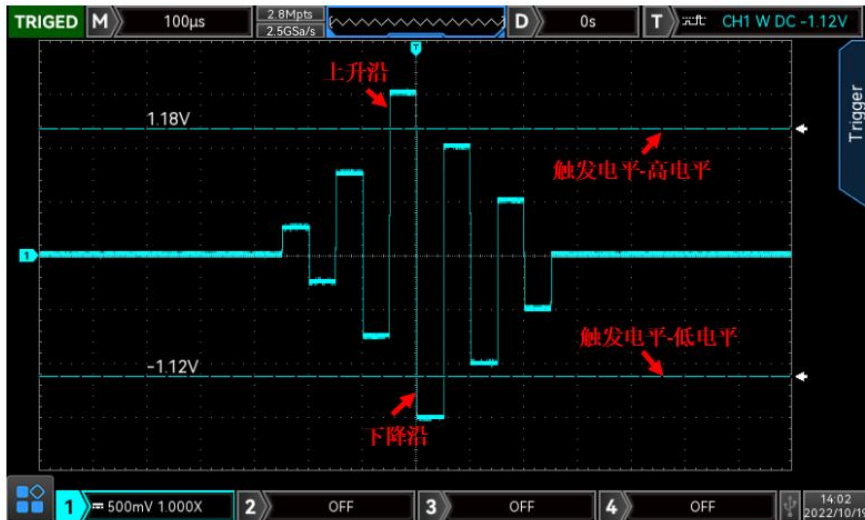 TRIGED M 100μs 2.8Mpts 2.5GSa/s D 0s T CH1 W DC -1.12V
T
上升沿
Trigger
1.18V
触发电平-高电平
1
触发电平-低电平
-1.12V
下降沿
1 500mV 1.000X 2 OFF 3 OFF 4 OFF 14:02
2022/10/19